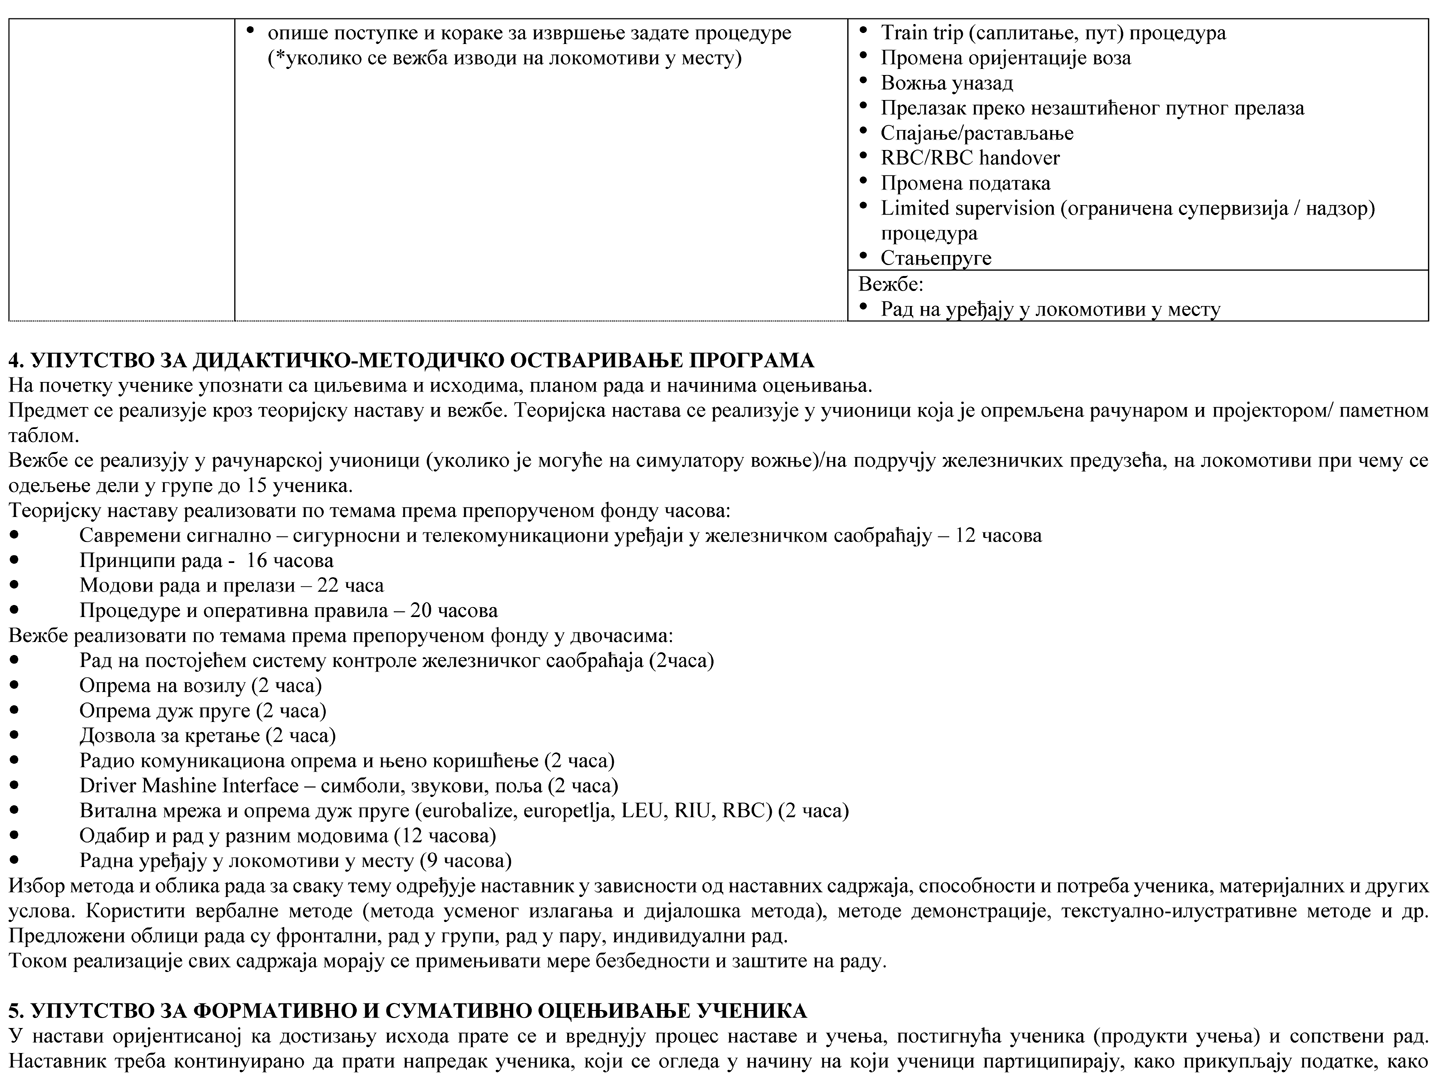 • опише поступке и кораке за извршење задате процедуре
(*уколико се вежба изводи на локомотиви у месту)
• Train trip (саплитање, пут) процедура
• Промена оријентације воза
• Вожња уназад
• Прелазак преко незаштићеног путног прелаза
• Спајање/растављање
• RBC/RBC handover
• Промена података
• Limited supervision (ограничена супервизија / надзор)
процедура
• Стањепруге
Вежбе:
• Рад на уређају у локомотиви у месту
4. УПУТСТВО ЗА ДИДАКТИЧКО-МЕТОДИЧКО ОСТВАРИВАЊЕ ПРОГРАМА
На почетку ученике упознати са циљевима и исходима, планом рада и начинима оцењивања.
Предмет се реализује кроз теоријску наставу и вежбе. Теоријска настава се реализује у учионици која је опремљена рачунаром и пројектором/ паметном
таблом.
Вежбе се реализују у рачунарској учионици (уколико је могуће на симулатору вожње)/на подручју железничких предузећа, на локомотиви при чему се
одељење дели у групе до 15 ученика.
Теоријску наставу реализовати по темама према препорученом фонду часова:
• Савремени сигнално – сигурносни и телекомуникациони уређаји у железничком саобраћају – 12 часова
• Принципи рада - 16 часова
• Модови рада и прелази – 22 часа
• Процедуре и оперативна правила – 20 часова
Вежбе реализовати по темама према препорученом фонду у двочасима:
• Рад на постојећем систему контроле железничког саобраћаја (2часа)
• Опрема на возилу (2 часа)
• Опрема дуж пруге (2 часа)
• Дозвола за кретање (2 часа)
• Радио комуникациона опрема и њено коришћење (2 часа)
• Driver Mashine Interface – симболи, звукови, поља (2 часа)
• Витална мрежа и опрема дуж пруге (eurobalize, europetlja, LEU, RIU, RBC) (2 часа)
• Одабир и рад у разним модовима (12 часова)
• Радна уређају у локомотиви у месту (9 часова)
Избор метода и облика рада за сваку тему одређује наставник у зависности од наставних садржаја, способности и потреба ученика, материјалних и других
услова. Користити вербалне методе (метода усменог излагања и дијалошка метода), методе демонстрације, текстуално-илустративне методе и др.
Предложени облици рада су фронтални, рад у групи, рад у пару, индивидуални рад.
Током реализације свих садржаја морају се примењивати мере безбедности и заштите на раду.
5. УПУТСТВО ЗА ФОРМАТИВНО И СУМАТИВНО ОЦЕЊИВАЊЕ УЧЕНИКА
У настави оријентисаној ка достизању исхода прате се и вреднују процес наставе и учења, постигнућа ученика (продукти учења) и сопствени рад.
Наставник треба континуирано да прати напредак ученика, који се огледа у начину на који ученици партиципирају, како прикупљају податке, како